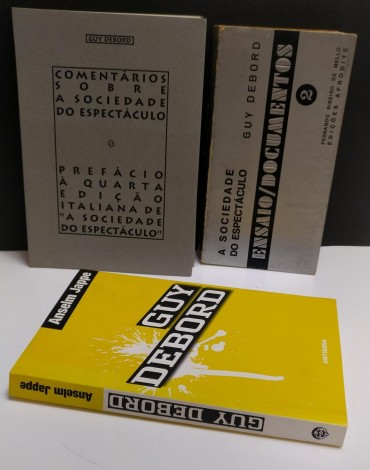 GUY DEBORD
COMENTÁRIOS
SOBRE
A SOCIEDADE
DO ESPECTÁCULO
PREFÁCIO
À QUARTA
EDIÇÃO
ITALIANA DE
"A SOCIEDADE
DO ESPECTÁCULO"
A SOCIEDADE
DO ESPECTÁCULO
GUY DEBORD
ENSAIO/DOCUMENTOS
2
FERNANDO RIBEIRO DE MELLO
EDIÇÕES AFRODITE
Anselm Jappe
GUY
DEBORD
ANTÍGONA
Anselm Jappe
GUY DEBORD